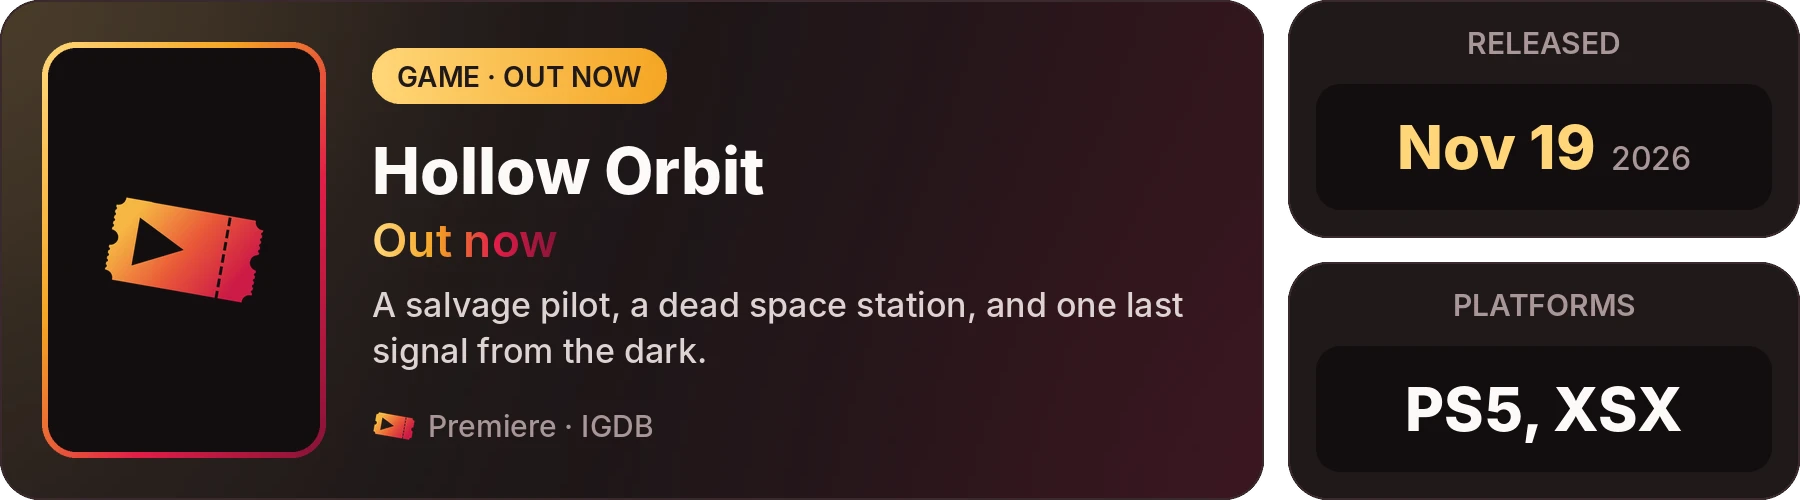 GAME · OUT NOW
Hollow Orbit
Out now
A salvage pilot, a dead space station, and one last
signal from the dark.
Premiere · IGDB
RELEASED
Nov 19 2026
PLATFORMS
PS5, XSX